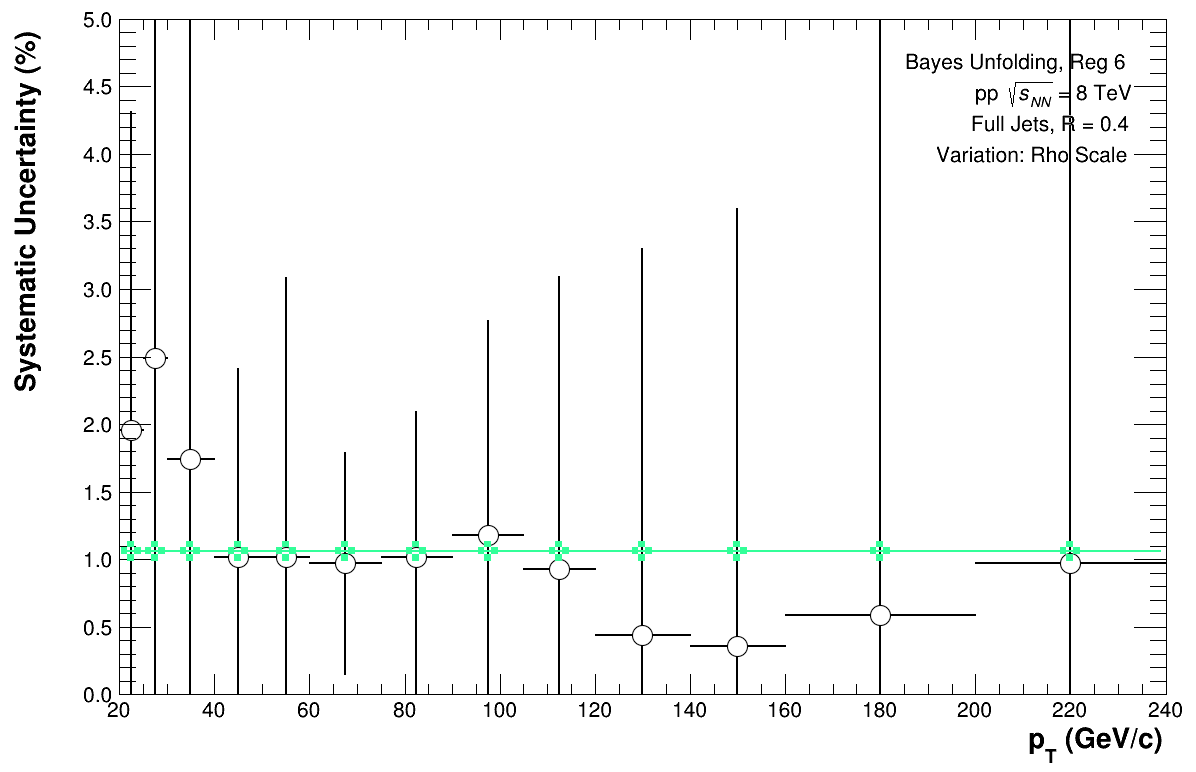 Systematic Uncertainty (%)
5.0
4.5
4.0
3.5
3.0
2.5
2.0
1.5
1.0
0.5
0.0
Bayes Unfolding, Reg 6
pp √s_NN = 8 TeV
Full Jets, R = 0.4
Variation: Rho Scale
20 40 60 80 100 120 140 160 180 200 220 240
p_T (GeV/c)